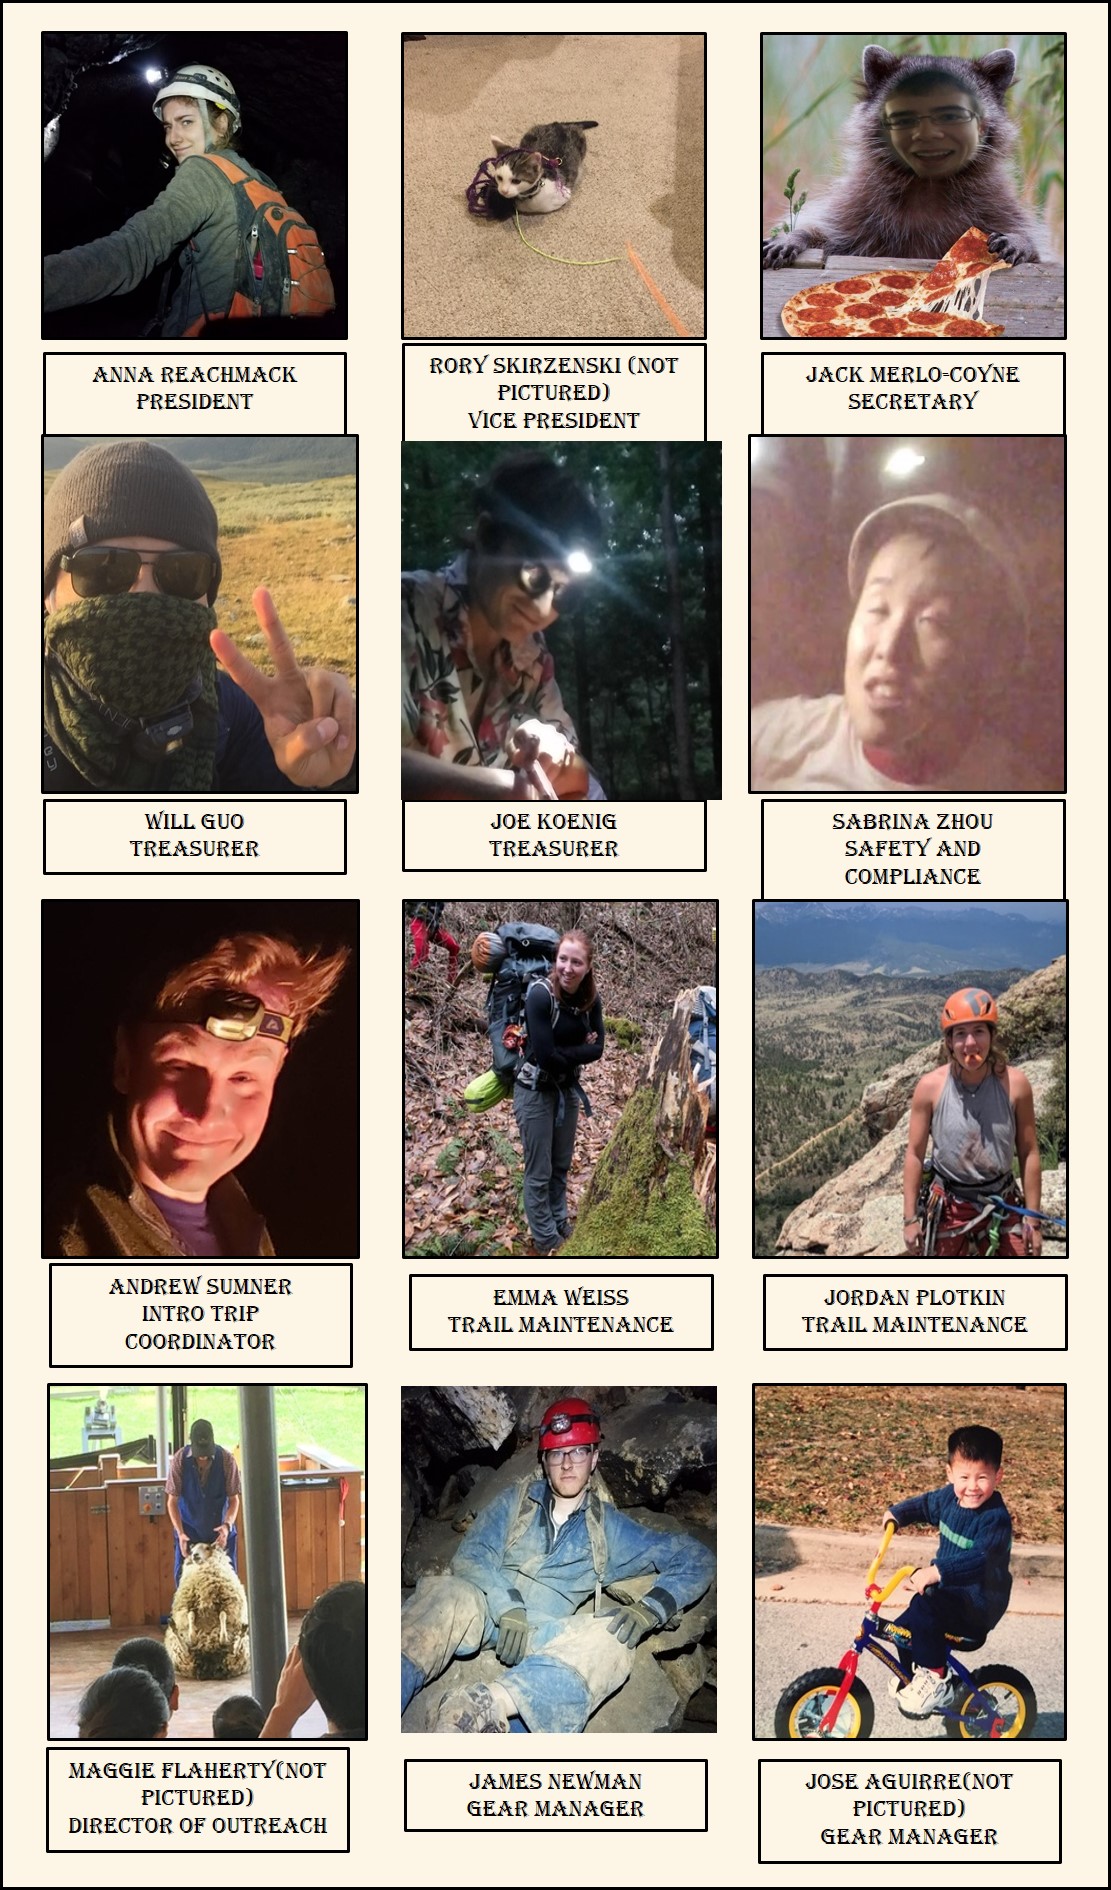 ANNA REACHMACK
PRESIDENT
RORY SKIRZENSKI (NOT
PICTURED)
VICE PRESIDENT
JACK MERLO-COYNE
SECRETARY
WILL GUO
TREASURER
JOE KOENIG
TREASURER
SABRINA ZHOU
SAFETY AND
COMPLIANCE
ANDREW SUMNER
INTRO TRIP
COORDINATOR
EMMA WEISS
TRAIL MAINTENANCE
JORDAN PLOTKIN
TRAIL MAINTENANCE
MAGGIE FLAHERTY(NOT
PICTURED)
DIRECTOR OF OUTREACH
JAMES NEWMAN
GEAR MANAGER
JOSE AGUIRRE(NOT
PICTURED)
GEAR MANAGER